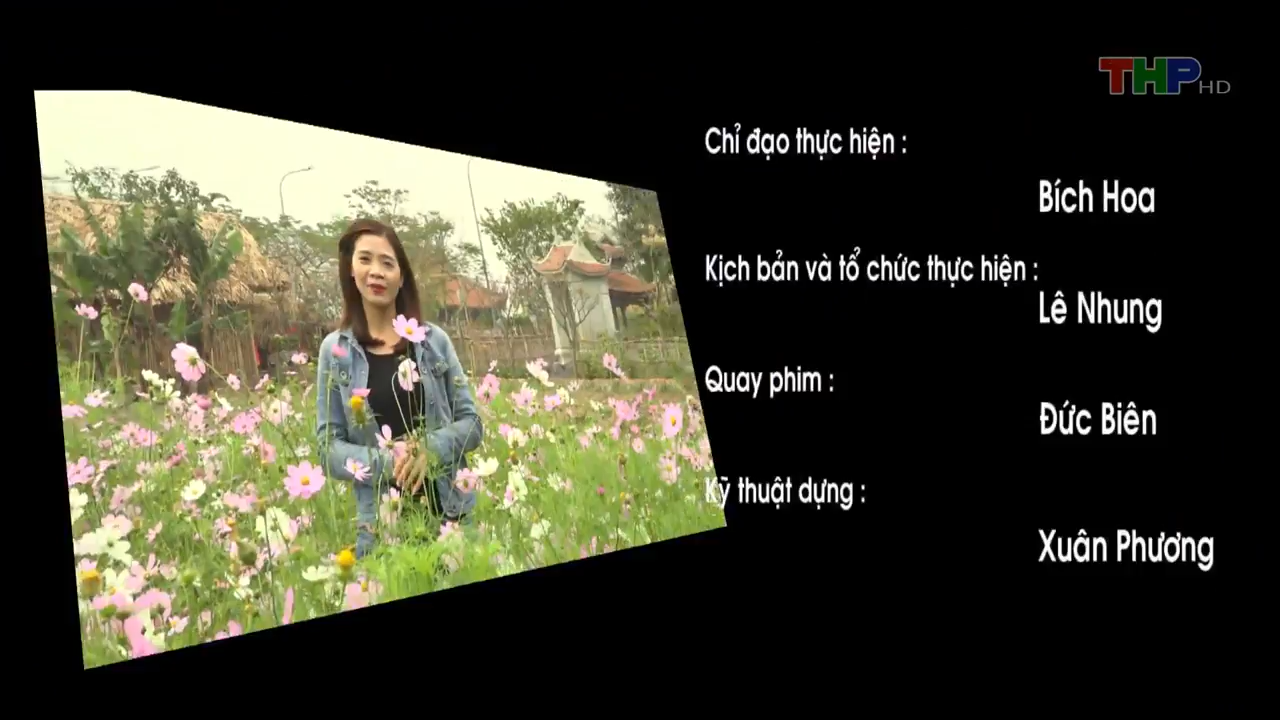 THP HD
Chỉ đạo thực hiện :
Bích Hoa
Kịch bản và tổ chức thực hiện :
Lê Nhung
Quay phim :
Đức Biên
Kỹ thuật dựng :
Xuân Phương